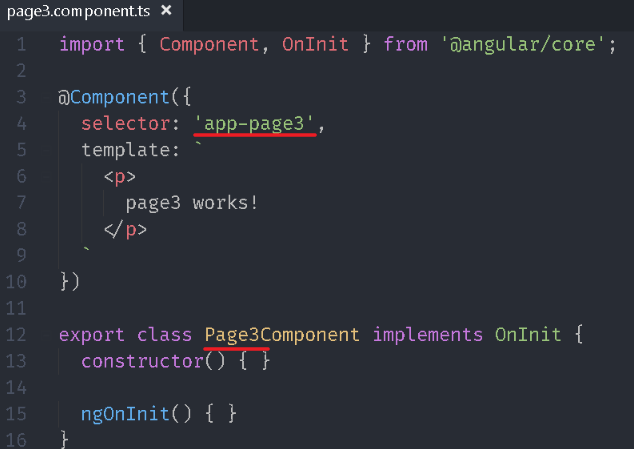 page3.component.ts ×
1 import { Component, OnInit } from '@angular/core';
2
3 @Component({
4   selector: 'app-page3',
5   template: `
6     <p>
7       page3 works!
8     </p>
9   `
10 })
11
12 export class Page3Component implements OnInit {
13   constructor() { }
14
15   ngOnInit() { }
16 }